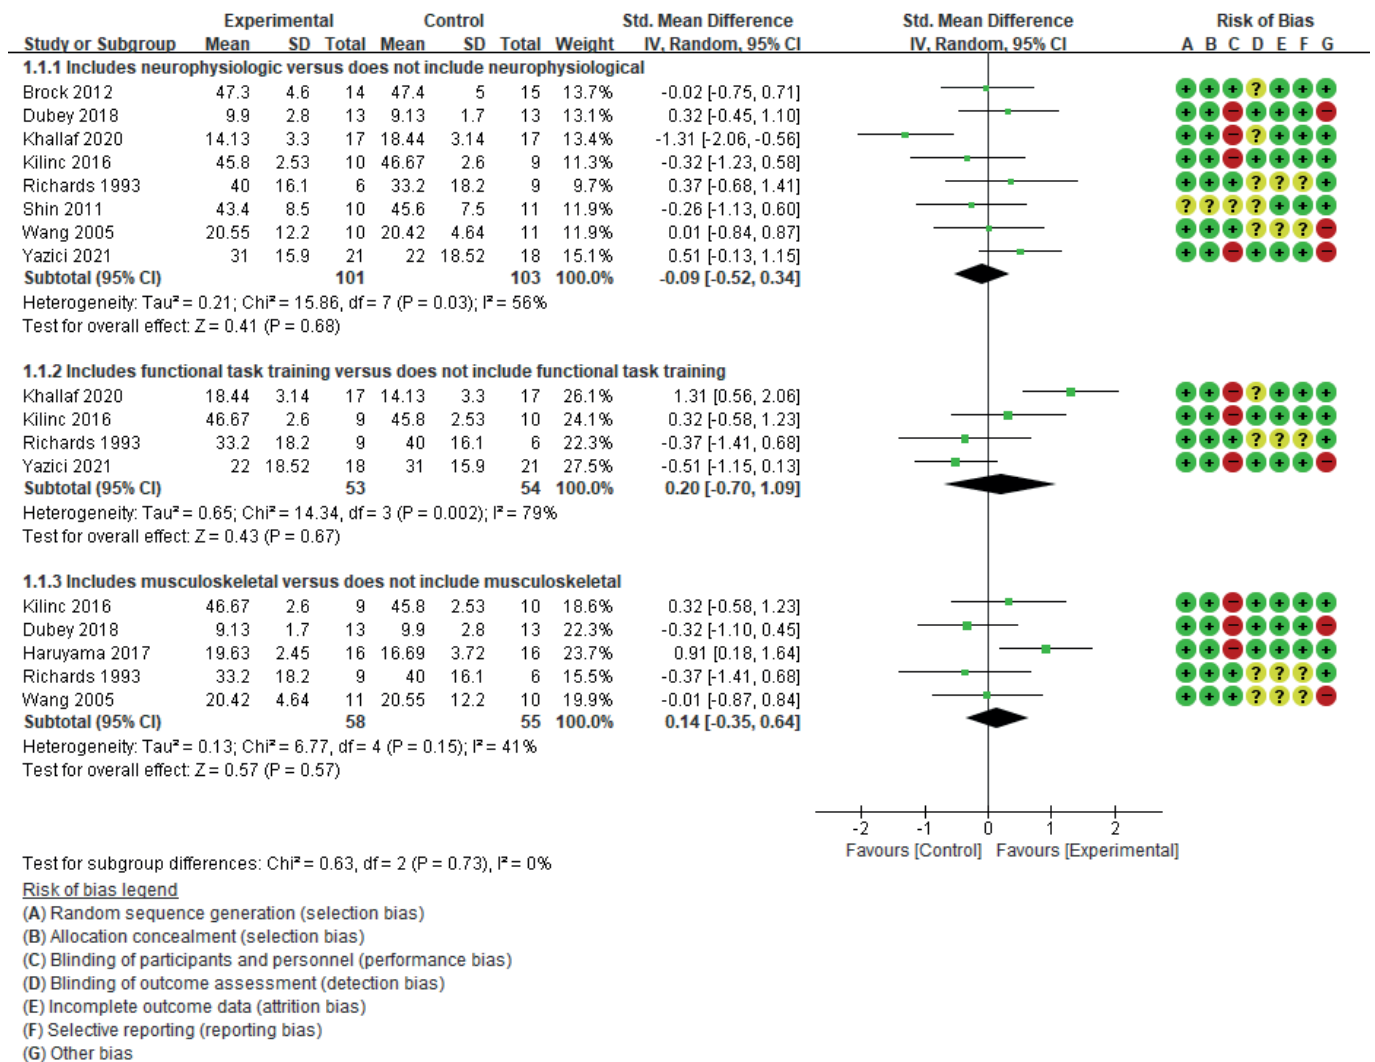 Experimental Control Std. Mean Difference Std. Mean Difference Risk of Bias
Study or Subgroup Mean SD Total Mean SD Total Weight IV, Random, 95% CI IV, Random, 95% CI A B C D E F G
1.1.1 Includes neurophysiologic versus does not include neurophysiological
Brock 2012 47.3 4.6 14 47.4 5 15 13.7% -0.02 [-0.75, 0.71] + + + ? + + +
Dubey 2018 9.9 2.8 13 9.13 1.7 13 13.1% 0.32 [-0.45, 1.10] + + − + + + −
Khallaf 2020 14.13 3.3 17 18.44 3.14 17 13.4% -1.31 [-2.06, -0.56] + + − ? + + +
Kilinc 2016 45.8 2.53 10 46.67 2.6 9 11.3% -0.32 [-1.23, 0.58] + + − + + + +
Richards 1993 40 16.1 6 33.2 18.2 9 9.7% 0.37 [-0.68, 1.41] + + + ? ? ? +
Shin 2011 43.4 8.5 10 45.6 7.5 11 11.9% -0.26 [-1.13, 0.60] ? ? ? ? + + +
Wang 2005 20.55 12.2 10 20.42 4.64 11 11.9% 0.01 [-0.84, 0.87] + + + ? ? ? −
Yazici 2021 31 15.9 21 22 18.52 18 15.1% 0.51 [-0.13, 1.15] + + − + + + −
Subtotal (95% CI) 101 103 100.0% -0.09 [-0.52, 0.34]
Heterogeneity: Tau² = 0.21; Chi² = 15.86, df = 7 (P = 0.03); I² = 56%
Test for overall effect: Z = 0.41 (P = 0.68)
1.1.2 Includes functional task training versus does not include functional task training
Khallaf 2020 18.44 3.14 17 14.13 3.3 17 26.1% 1.31 [0.56, 2.06] + + − ? + + +
Kilinc 2016 46.67 2.6 9 45.8 2.53 10 24.1% 0.32 [-0.58, 1.23] + + − + + + +
Richards 1993 33.2 18.2 9 40 16.1 6 22.3% -0.37 [-1.41, 0.68] + + + ? ? ? +
Yazici 2021 22 18.52 18 31 15.9 21 27.5% -0.51 [-1.15, 0.13] + + − + + + −
Subtotal (95% CI) 53 54 100.0% 0.20 [-0.70, 1.09]
Heterogeneity: Tau² = 0.65; Chi² = 14.34, df = 3 (P = 0.002); I² = 79%
Test for overall effect: Z = 0.43 (P = 0.67)
1.1.3 Includes musculoskeletal versus does not include musculoskeletal
Kilinc 2016 46.67 2.6 9 45.8 2.53 10 18.6% 0.32 [-0.58, 1.23] + + − + + + +
Dubey 2018 9.13 1.7 13 9.9 2.8 13 22.3% -0.32 [-1.10, 0.45] + + − + + + −
Haruyama 2017 19.63 2.45 16 16.69 3.72 16 23.7% 0.91 [0.18, 1.64] + + − + + + +
Richards 1993 33.2 18.2 9 40 16.1 6 15.5% -0.37 [-1.41, 0.68] + + + ? ? ? +
Wang 2005 20.42 4.64 11 20.55 12.2 10 19.9% -0.01 [-0.87, 0.84] + + + ? ? ? −
Subtotal (95% CI) 58 55 100.0% 0.14 [-0.35, 0.64]
Heterogeneity: Tau² = 0.13; Chi² = 6.77, df = 4 (P = 0.15); I² = 41%
Test for overall effect: Z = 0.57 (P = 0.57)
-2 -1 0 1 2
Favours [Control] Favours [Experimental]
Test for subgroup differences: Chi² = 0.63, df = 2 (P = 0.73), I² = 0%
Risk of bias legend
(A) Random sequence generation (selection bias)
(B) Allocation concealment (selection bias)
(C) Blinding of participants and personnel (performance bias)
(D) Blinding of outcome assessment (detection bias)
(E) Incomplete outcome data (attrition bias)
(F) Selective reporting (reporting bias)
(G) Other bias